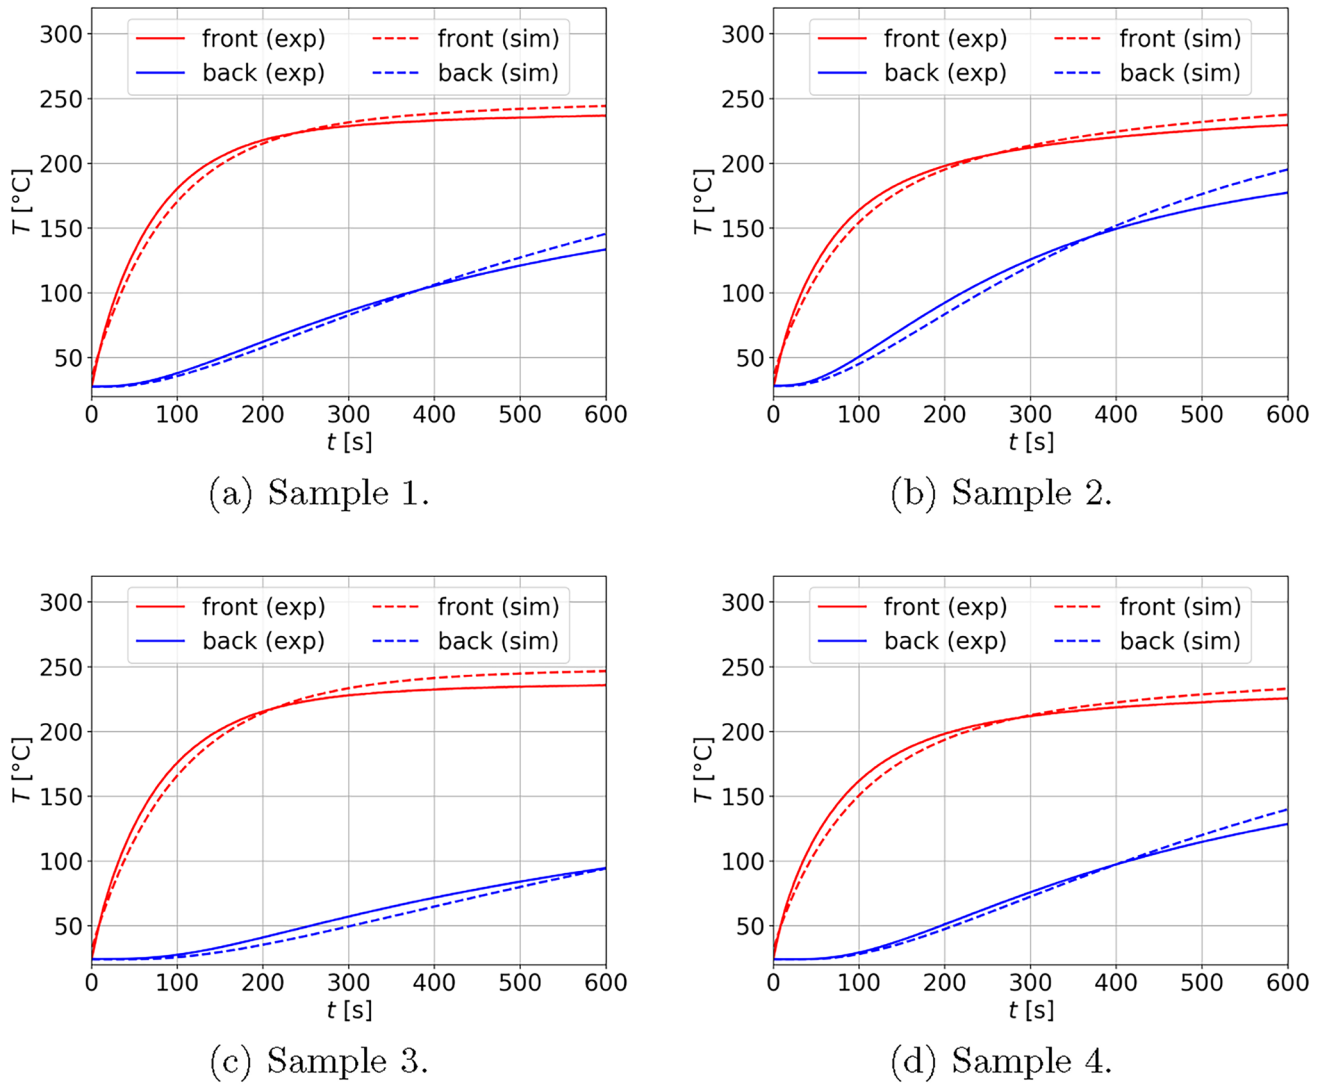 front (exp) front (sim)
back (exp) back (sim)
300
250
200
150
100
50
T [°C]
0 100 200 300 400 500 600
t [s]
(a) Sample 1.
front (exp) front (sim)
back (exp) back (sim)
300
250
200
150
100
50
T [°C]
0 100 200 300 400 500 600
t [s]
(b) Sample 2.
front (exp) front (sim)
back (exp) back (sim)
300
250
200
150
100
50
T [°C]
0 100 200 300 400 500 600
t [s]
(c) Sample 3.
front (exp) front (sim)
back (exp) back (sim)
300
250
200
150
100
50
T [°C]
0 100 200 300 400 500 600
t [s]
(d) Sample 4.